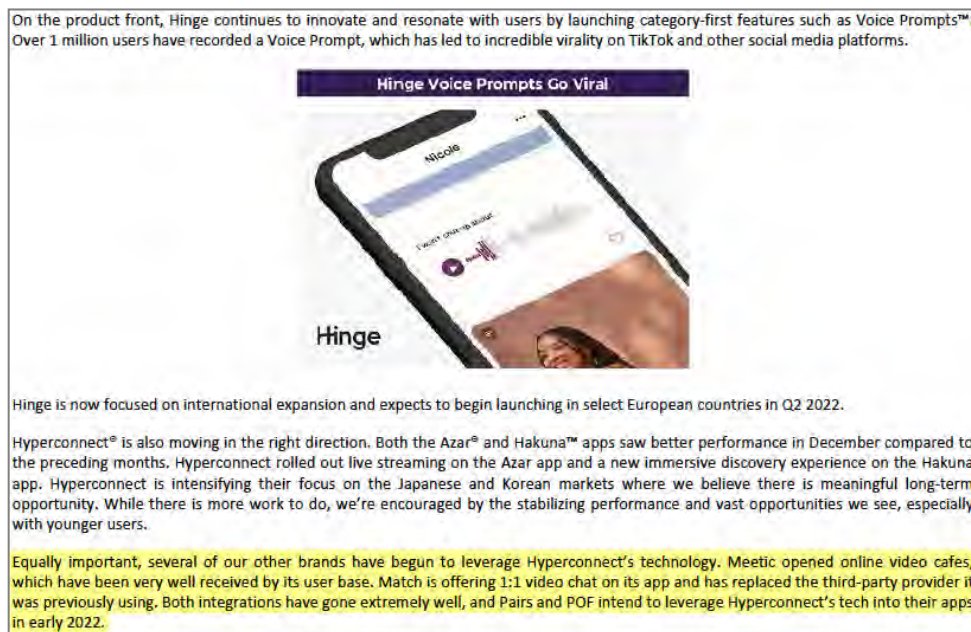 On the product front, Hinge continues to innovate and resonate with users by launching category-first features such as Voice Prompts™
Over 1 million users have recorded a Voice Prompt, which has led to incredible virality on TikTok and other social media platforms.
Hinge Voice Prompts Go Viral
Nicole
I won't shut up about
Hinge
Hinge is now focused on international expansion and expects to begin launching in select European countries in Q2 2022.
Hyperconnect® is also moving in the right direction. Both the Azar® and Hakuna™ apps saw better performance in December compared to
the preceding months. Hyperconnect rolled out live streaming on the Azar app and a new immersive discovery experience on the Hakuna
app. Hyperconnect is intensifying their focus on the Japanese and Korean markets where we believe there is meaningful long-term
opportunity. While there is more work to do, we're encouraged by the stabilizing performance and vast opportunities we see, especially
with younger users.
Equally important, several of our other brands have begun to leverage Hyperconnect's technology. Meetic opened online video cafes,
which have been very well received by its user base. Match is offering 1:1 video chat on its app and has replaced the third-party provider it
was previously using. Both integrations have gone extremely well, and Pairs and POF intend to leverage Hyperconnect's tech into their apps
in early 2022.